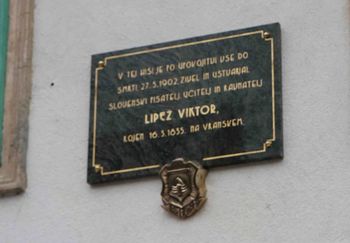 V TEJ HIŠI JE PO UPOKOJITVI VSE DO
SMRTI 27. 5. 1902, ŽIVEL IN USTVARJAL
SLOVENSKI PISATELJ, UČITELJ IN RAVNATELJ
LIPEŽ VIKTOR,
ROJEN 16. 3. 1835. NA VRANSKEM.